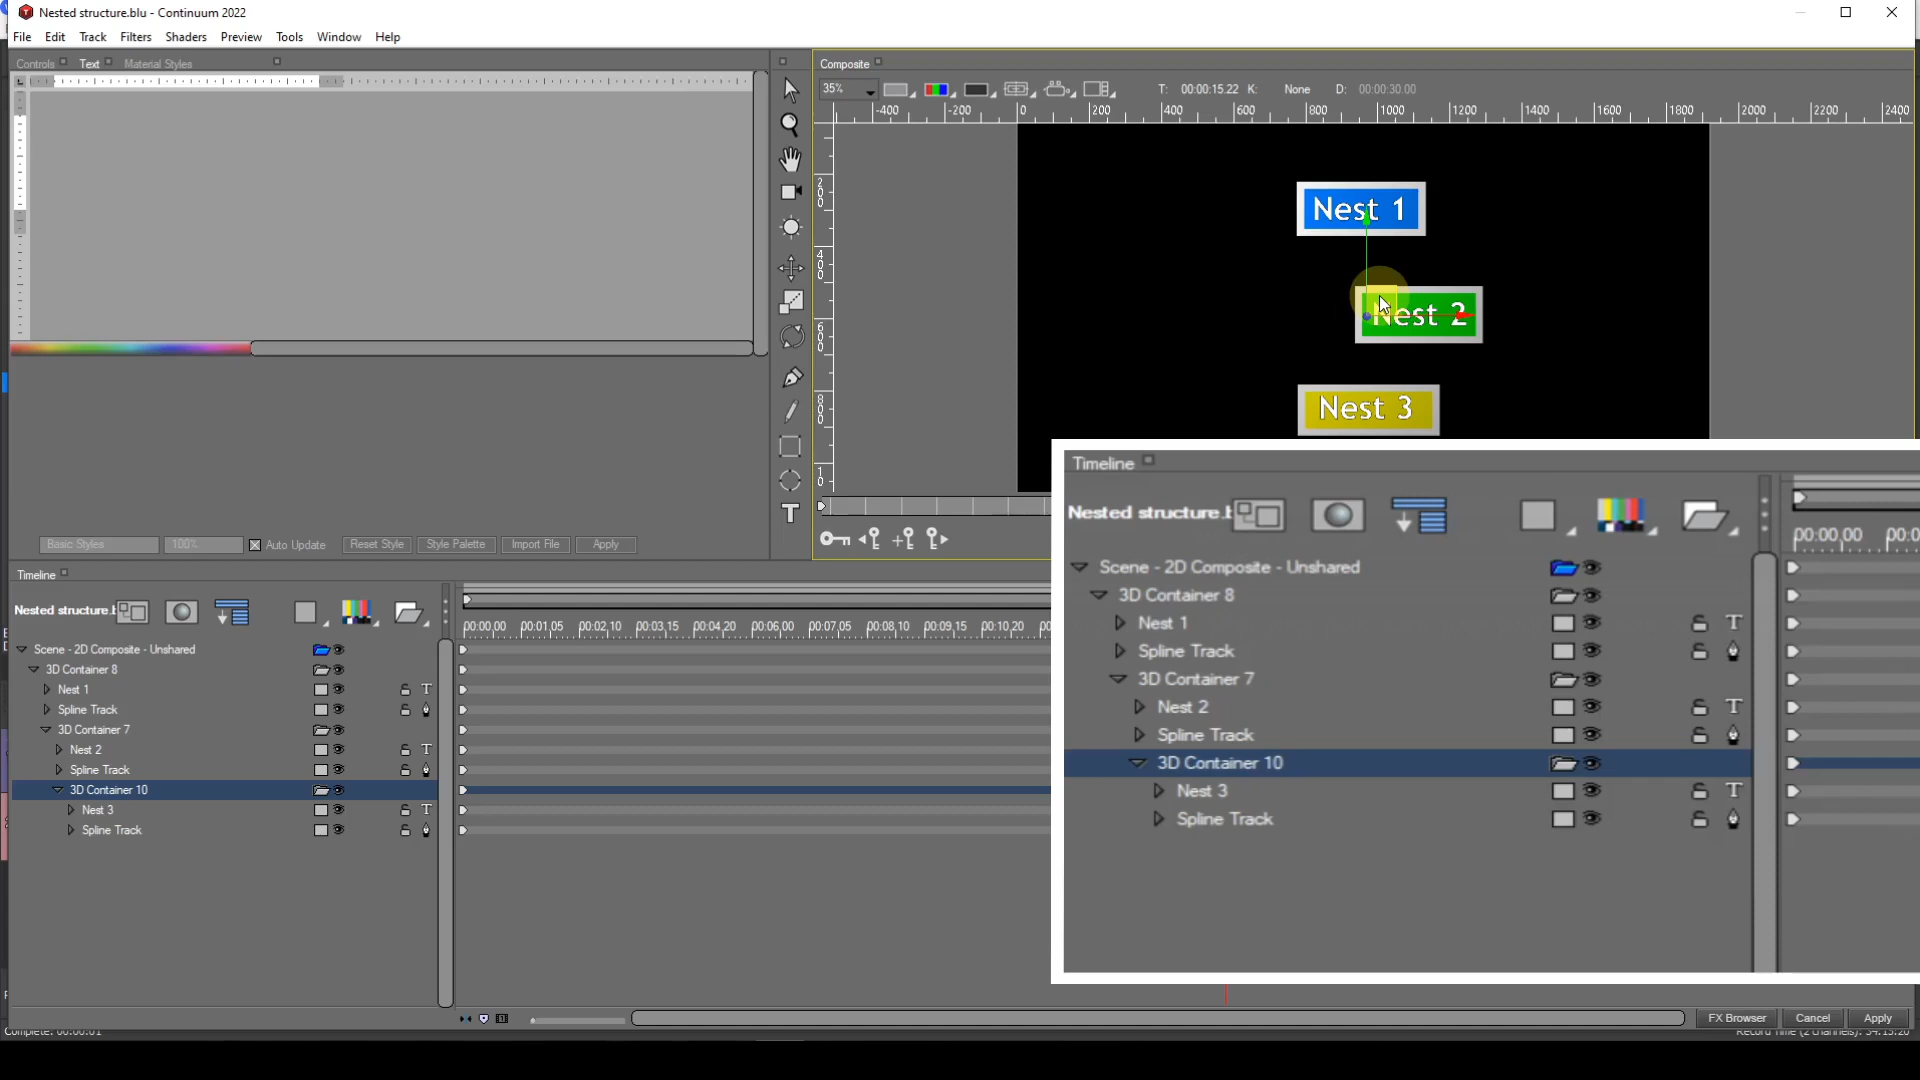 Nested structure.blu - Continuum 2022
File Edit Track Filters Shaders Preview Tools Window Help
Controls Text Material Styles
Composite
35% T: 00:00:15.22 K: None D: 00:00:30.00
-400 -200 0 200 400 600 800 1000 1200 1400 1600 1800 2000 2200 2400
200
400
600
800
Nest 1
Nest 2
Nest 3
Basic Styles 100% Auto Update Reset Style Style Palette Import File Apply
Timeline
Nested structure.b
00:00,00 00:01,05 00:02,10 00:03,15 00:04,20 00:06,00 00:07,05 00:08,10 00:09,15 00:10,20 00
Scene - 2D Composite - Unshared
3D Container 8
Nest 1 T
Spline Track
3D Container 7
Nest 2 T
Spline Track
3D Container 10
Nest 3 T
Spline Track
Timeline
Nested structure.b
00:00,00 00:0
Scene - 2D Composite - Unshared
3D Container 8
Nest 1 T
Spline Track
3D Container 7
Nest 2 T
Spline Track
3D Container 10
Nest 3 T
Spline Track
FX Browser Cancel Apply